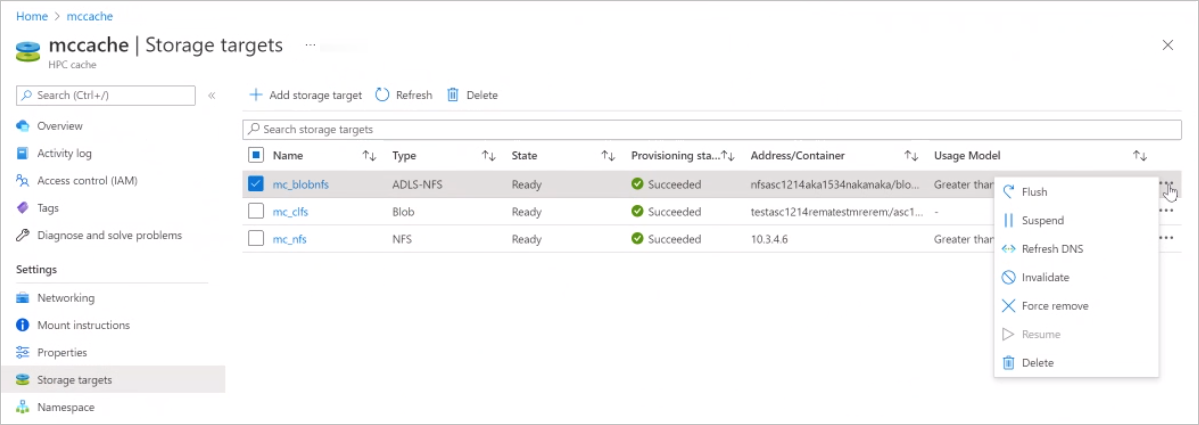 Home > mccache
mccache | Storage targets ...
HPC cache
Search (Ctrl+/) «
Add storage target Refresh Delete
Overview
Activity log
Access control (IAM)
Tags
Diagnose and solve problems
Settings
Networking
Mount instructions
Properties
Storage targets
Namespace
Search storage targets
Name Type State Provisioning sta... Address/Container Usage Model
mc_blobnfs ADLS-NFS Ready Succeeded nfsasc1214aka1534nakamaka/blo... Greater than
mc_clfs Blob Ready Succeeded testasc1214rematestmrerem:/asc1... -
mc_nfs NFS Ready Succeeded 10.3.4.6 Greater than
Flush
Suspend
Refresh DNS
Invalidate
Force remove
Resume
Delete